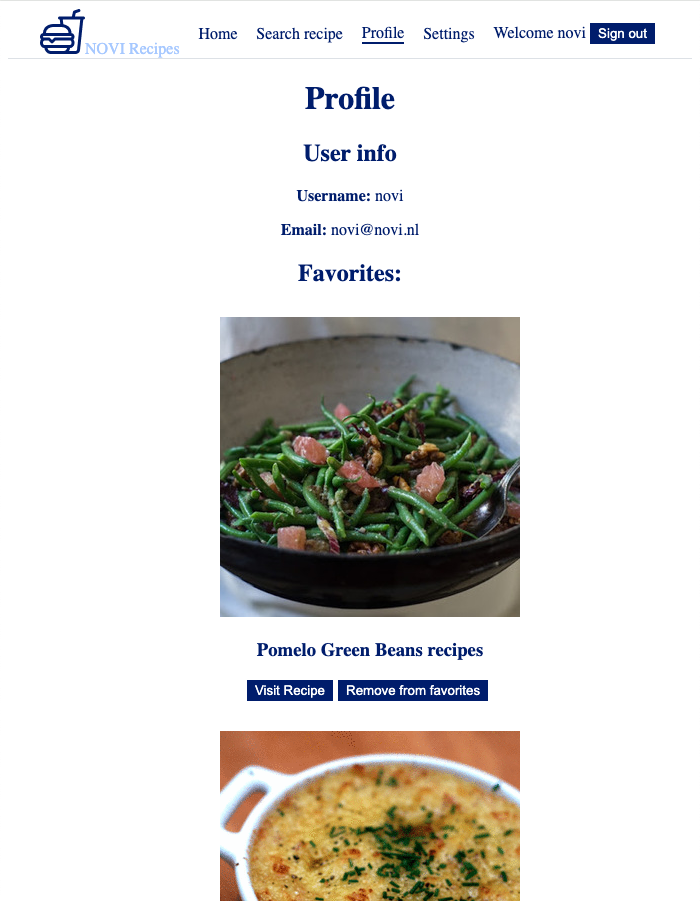 NOVI Recipes Home Search recipe Profile Settings Welcome novi Sign out
Profile
User info
Username: novi
Email: novi@novi.nl
Favorites:
Pomelo Green Beans recipes
Visit Recipe Remove from favorites